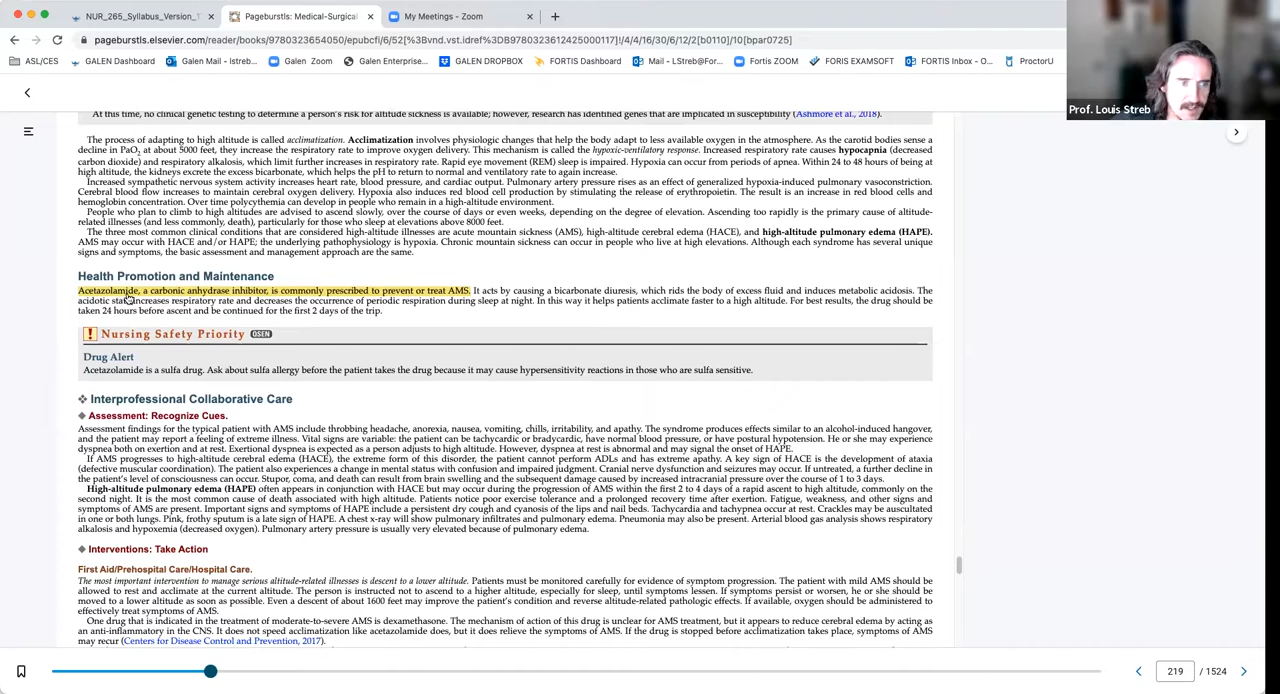 NUR_265_Syllabus_Version_
Pageburstls: Medical-Surgical
My Meetings - Zoom
pageburstls.elsevier.com/reader/books/9780323654050/epubcfi/6/52[%3Bvnd.vst.idref%3DB9780323612425000117]!/4/4/16/30/6/12/2[b0110]/10[bpar0725]
ASL/CES
GALEN Dashboard
Galen Mail - lstreb...
Galen Zoom
Galen Enterprise...
GALEN DROPBOX
FORTIS Dashboard
Mail - LStreb@For...
Fortis ZOOM
FORIS EXAMSOFT
FORTIS Inbox - O...
ProctorU
Prof. Louis Streb
At this time, no clinical genetic testing to determine a person's risk for altitude sickness is available; however, research has identified genes that are implicated in susceptibility (Ashmore et al., 2018).
The process of adapting to high altitude is called acclimatization. Acclimatization involves physiologic changes that help the body adapt to less available oxygen in the atmosphere. As the carotid bodies sense a
decline in PaO2 at about 5000 feet, they increase the respiratory rate to improve oxygen delivery. This mechanism is called the hypoxic-ventilatory response. Increased respiratory rate causes hypocapnia (decreased
carbon dioxide) and respiratory alkalosis, which limit further increases in respiratory rate. Rapid eye movement (REM) sleep is impaired. Hypoxia can occur from periods of apnea. Within 24 to 48 hours of being at
high altitude, the kidneys excrete the excess bicarbonate, which helps the pH to return to normal and ventilatory rate to again increase.
Increased sympathetic nervous system activity increases heart rate, blood pressure, and cardiac output. Pulmonary artery pressure rises as an effect of generalized hypoxia-induced pulmonary vasoconstriction.
Cerebral blood flow increases to maintain cerebral oxygen delivery. Hypoxia also induces red blood cell production by stimulating the release of erythropoietin. The result is an increase in red blood cells and
hemoglobin concentration. Over time polycythemia can develop in people who remain in a high-altitude environment.
People who plan to climb to high altitudes are advised to ascend slowly, over the course of days or even weeks, depending on the degree of elevation. Ascending too rapidly is the primary cause of altitude-
related illnesses (and less commonly, death), particularly for those who sleep at elevations above 8000 feet.
The three most common clinical conditions that are considered high-altitude illnesses are acute mountain sickness (AMS), high-altitude cerebral edema (HACE), and high-altitude pulmonary edema (HAPE).
AMS may occur with HACE and/or HAPE; the underlying pathophysiology is hypoxia. Chronic mountain sickness can occur in people who live at high elevations. Although each syndrome has several unique
signs and symptoms, the basic assessment and management approach are the same.
Health Promotion and Maintenance
Acetazolamide, a carbonic anhydrase inhibitor, is commonly prescribed to prevent or treat AMS. It acts by causing a bicarbonate diuresis, which rids the body of excess fluid and induces metabolic acidosis. The
acidotic state increases respiratory rate and decreases the occurrence of periodic respiration during sleep at night. In this way it helps patients acclimate faster to a high altitude. For best results, the drug should be
taken 24 hours before ascent and be continued for the first 2 days of the trip.
! Nursing Safety Priority QSEN
Drug Alert
Acetazolamide is a sulfa drug. Ask about sulfa allergy before the patient takes the drug because it may cause hypersensitivity reactions in those who are sulfa sensitive.
❖ Interprofessional Collaborative Care
◆ Assessment: Recognize Cues.
Assessment findings for the typical patient with AMS include throbbing headache, anorexia, nausea, vomiting, chills, irritability, and apathy. The syndrome produces effects similar to an alcohol-induced hangover,
and the patient may report a feeling of extreme illness. Vital signs are variable: the patient can be tachycardic or bradycardic, have normal blood pressure, or have postural hypotension. He or she may experience
dyspnea both on exertion and at rest. Exertional dyspnea is expected as a person adjusts to high altitude. However, dyspnea at rest is abnormal and may signal the onset of HAPE.
If AMS progresses to high-altitude cerebral edema (HACE), the extreme form of this disorder, the patient cannot perform ADLs and has extreme apathy. A key sign of HACE is the development of ataxia
(defective muscular coordination). The patient also experiences a change in mental status with confusion and impaired judgment. Cranial nerve dysfunction and seizures may occur. If untreated, a further decline in
the patient's level of consciousness can occur. Stupor, coma, and death can result from brain swelling and the subsequent damage caused by increased intracranial pressure over the course of 1 to 3 days.
High-altitude pulmonary edema (HAPE) often appears in conjunction with HACE but may occur during the progression of AMS within the first 2 to 4 days of a rapid ascent to high altitude, commonly on the
second night. It is the most common cause of death associated with high altitude. Patients notice poor exercise tolerance and a prolonged recovery time after exertion. Fatigue, weakness, and other signs and
symptoms of AMS are present. Important signs and symptoms of HAPE include a persistent dry cough and cyanosis of the lips and nail beds. Tachycardia and tachypnea occur at rest. Crackles may be auscultated
in one or both lungs. Pink, frothy sputum is a late sign of HAPE. A chest x-ray will show pulmonary infiltrates and pulmonary edema. Pneumonia may also be present. Arterial blood gas analysis shows respiratory
alkalosis and hypoxemia (decreased oxygen). Pulmonary artery pressure is usually very elevated because of pulmonary edema.
◆ Interventions: Take Action
First Aid/Prehospital Care/Hospital Care.
The most important intervention to manage serious altitude-related illnesses is descent to a lower altitude. Patients must be monitored carefully for evidence of symptom progression. The patient with mild AMS should be
allowed to rest and acclimate at the current altitude. The person is instructed not to ascend to a higher altitude, especially for sleep, until symptoms lessen. If symptoms persist or worsen, he or she should be
moved to a lower altitude as soon as possible. Even a descent of about 1600 feet may improve the patient's condition and reverse altitude-related pathologic effects. If available, oxygen should be administered to
effectively treat symptoms of AMS.
One drug that is indicated in the treatment of moderate-to-severe AMS is dexamethasone. The mechanism of action of this drug is unclear for AMS treatment, but it appears to reduce cerebral edema by acting as
an anti-inflammatory in the CNS. It does not speed acclimatization like acetazolamide does, but it does relieve the symptoms of AMS. If the drug is stopped before acclimatization takes place, symptoms of AMS
may recur (Centers for Disease Control and Prevention, 2017).
219 / 1524